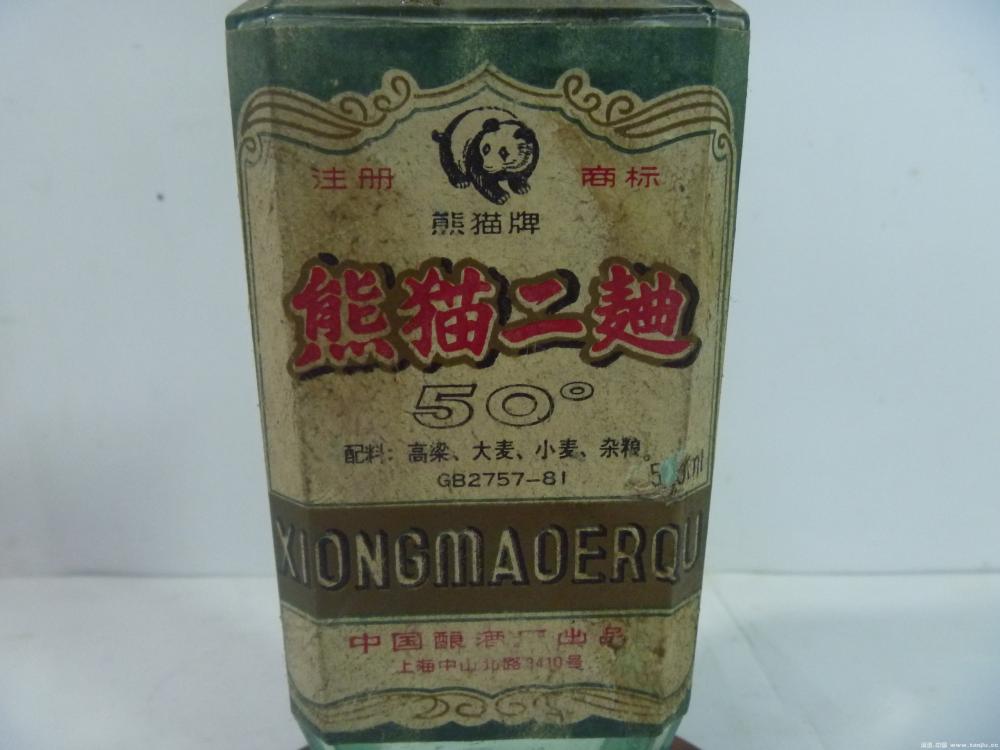 注册 商标
熊猫牌
熊猫二麯
50°
配料：高梁、大麦、小麦、杂粮。
GB2757-81
XIONGMAOERQU
中国酿酒厂出品
上海中山北路3410号